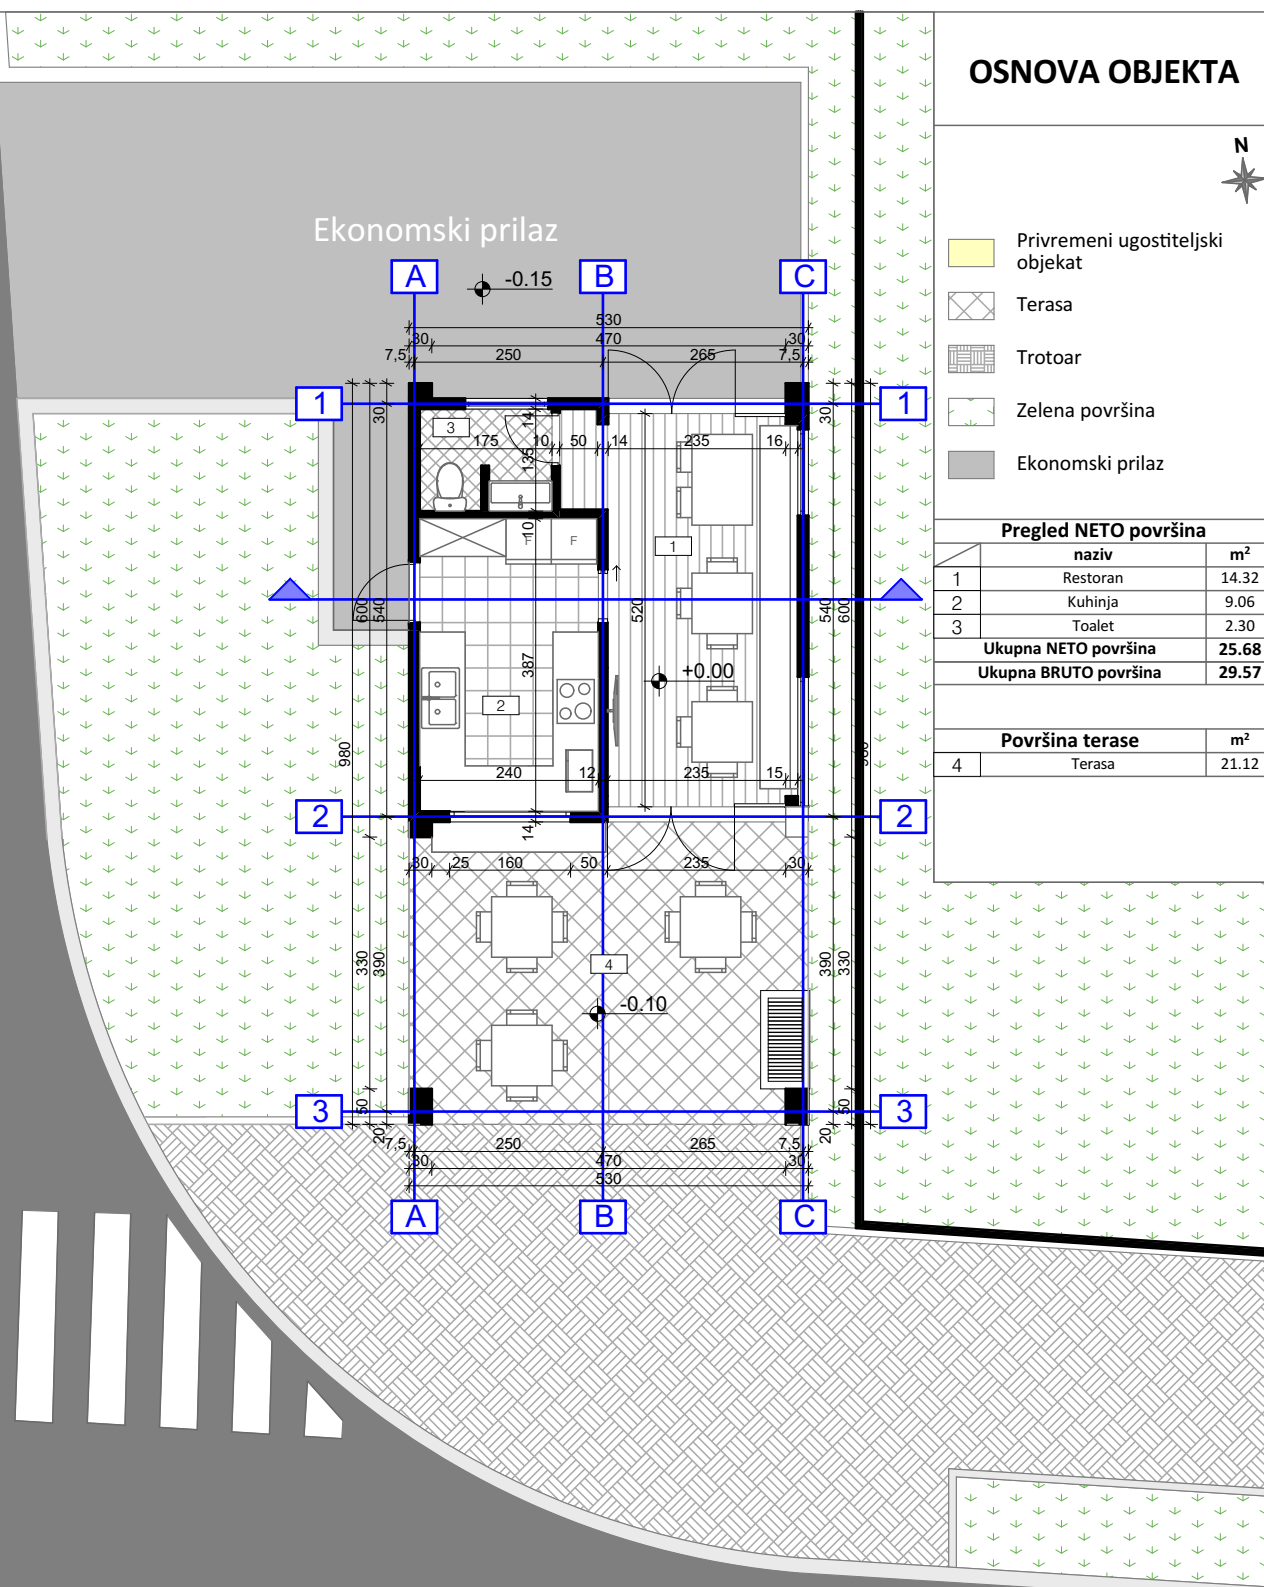 OSNOVA OBJEKTA
N
Privremeni ugostiteljski
objekat
Terasa
Trotoar
Zelena površina
Ekonomski prilaz
Pregled NETO površina
naziv m²
1 Restoran 14.32
2 Kuhinja 9.06
3 Toalet 2.30
Ukupna NETO površina 25.68
Ukupna BRUTO površina 29.57
Površina terase m²
4 Terasa 21.12
Ekonomski prilaz
-0.15
A B C
530
30 470 30
7,5 250 265 7,5
1 1
30 30
14
3
175 10 50 14 235 16
135
10
F F
1
600 540 520 540 600
387
+0.00
2
980
240 12 235 15
2 2
14
30 25 160 50 235 30
330 390 4 390 330
-0.10
3 3
50 50
20 20
7,5 250 265 7,5
30 470 30
530
A B C